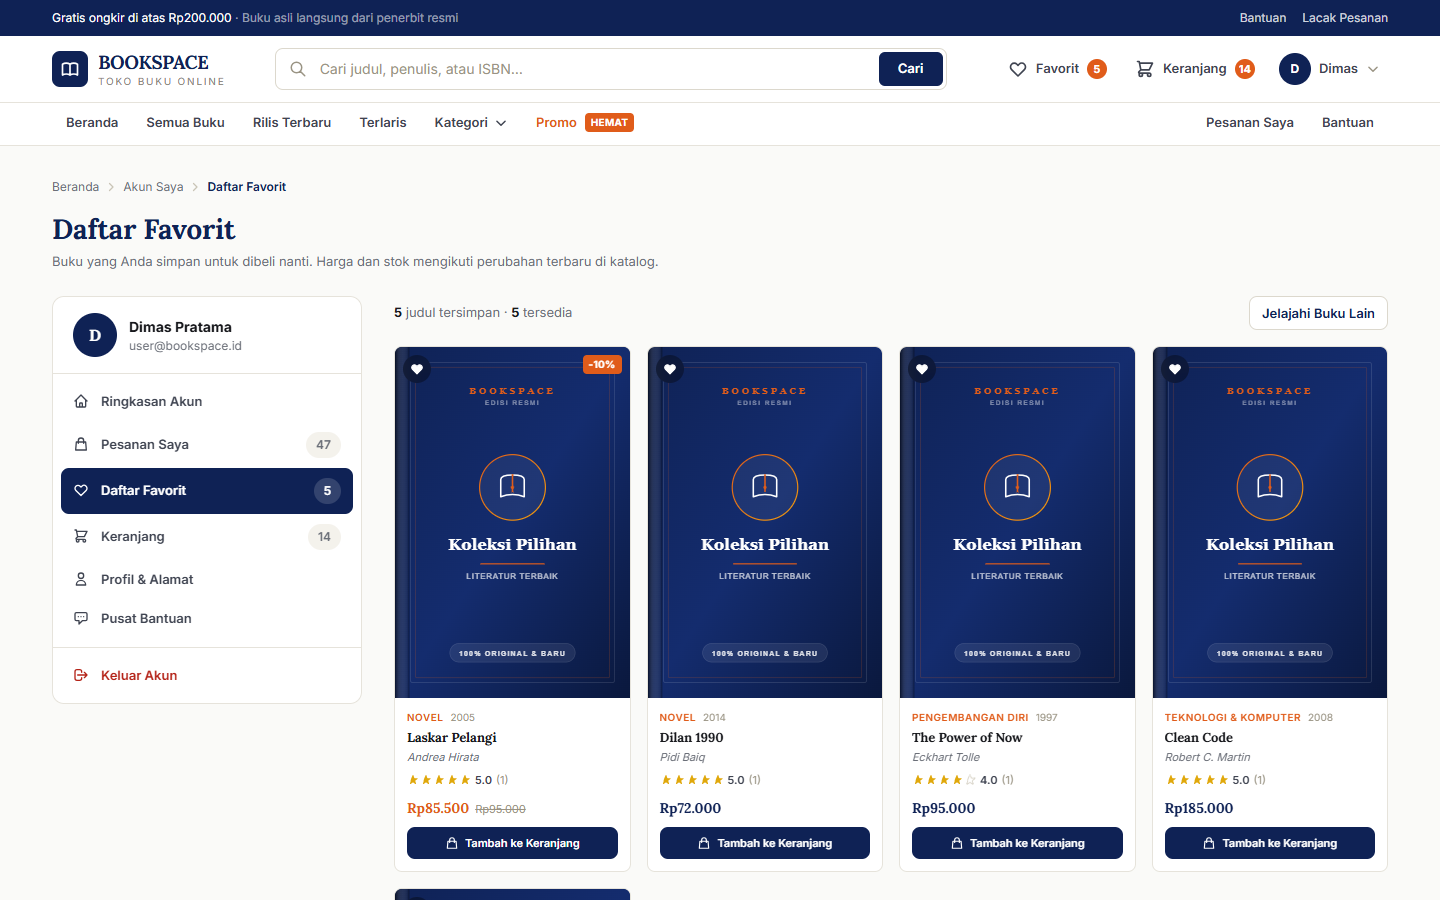 Gratis ongkir di atas Rp200.000 · Buku asli langsung dari penerbit resmi
Bantuan Lacak Pesanan
BOOKSPACE
TOKO BUKU ONLINE
Cari judul, penulis, atau ISBN...
Cari
Favorit 5
Keranjang 14
D Dimas
Beranda Semua Buku Rilis Terbaru Terlaris Kategori Promo HEMAT
Pesanan Saya Bantuan
Beranda Akun Saya Daftar Favorit
Daftar Favorit
Buku yang Anda simpan untuk dibeli nanti. Harga dan stok mengikuti perubahan terbaru di katalog.
D
Dimas Pratama
user@bookspace.id
Ringkasan Akun
Pesanan Saya 47
Daftar Favorit 5
Keranjang 14
Profil & Alamat
Pusat Bantuan
Keluar Akun
5 judul tersimpan · 5 tersedia
Jelajahi Buku Lain
-10%
BOOKSPACE
EDISI RESMI
Koleksi Pilihan
LITERATUR TERBAIK
100% ORIGINAL & BARU
NOVEL 2005
Laskar Pelangi
Andrea Hirata
5.0 (1)
Rp85.500 Rp95.000
Tambah ke Keranjang
BOOKSPACE
EDISI RESMI
Koleksi Pilihan
LITERATUR TERBAIK
100% ORIGINAL & BARU
NOVEL 2014
Dilan 1990
Pidi Baiq
5.0 (1)
Rp72.000
Tambah ke Keranjang
BOOKSPACE
EDISI RESMI
Koleksi Pilihan
LITERATUR TERBAIK
100% ORIGINAL & BARU
PENGEMBANGAN DIRI 1997
The Power of Now
Eckhart Tolle
4.0 (1)
Rp95.000
Tambah ke Keranjang
BOOKSPACE
EDISI RESMI
Koleksi Pilihan
LITERATUR TERBAIK
100% ORIGINAL & BARU
TEKNOLOGI & KOMPUTER 2008
Clean Code
Robert C. Martin
5.0 (1)
Rp185.000
Tambah ke Keranjang